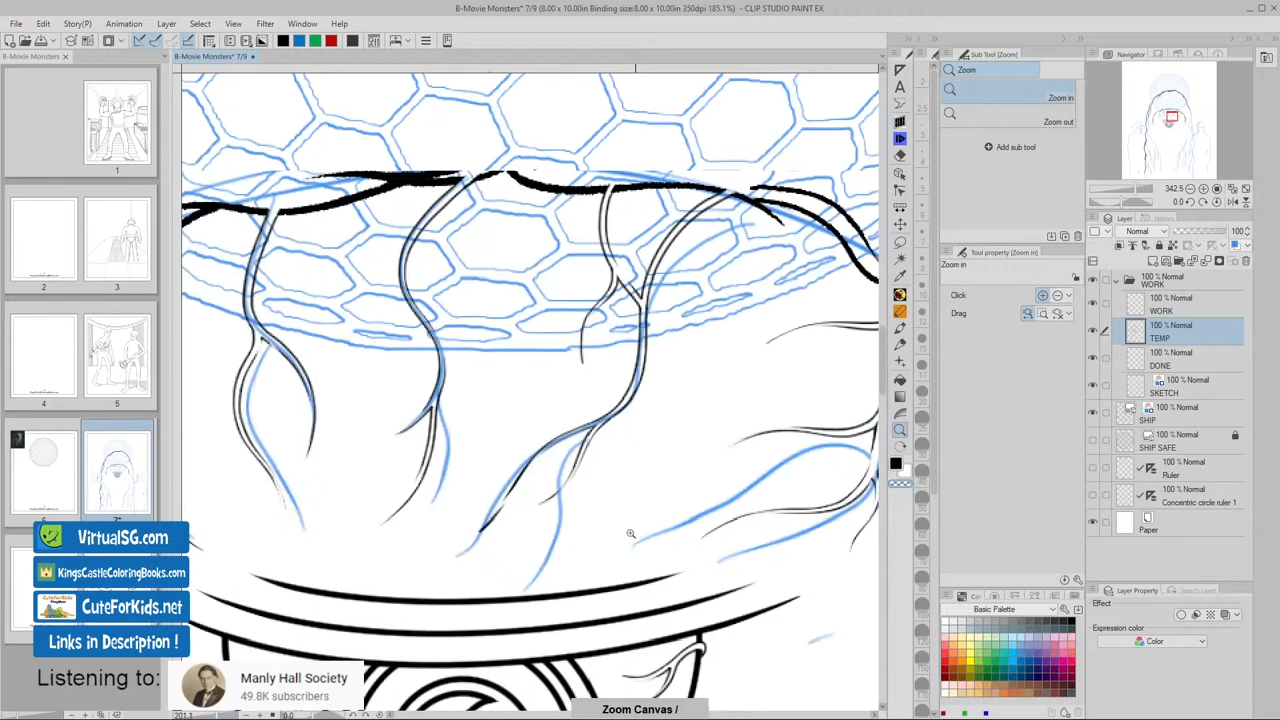 B-Movie Monsters* 7/9 (8.00 x 10.00in Binding size:8.00 x 10.00in 350dpi 185.1%) - CLIP STUDIO PAINT EX
File Edit Story(P) Animation Layer Select View Filter Window Help
B-Movie Monsters
B-Movie Monsters* 7/9
Sub Tool [Zoom]
Navigator
Zoom
Zoom in
Zoom out
Add sub tool
1
2 3
4 5
342.5
0.0
Layer
Normal 100
Tool property [Zoom in]
Zoom in
Click
Drag
100 % Normal
WORK
100 % Normal
WORK
100 % Normal
TEMP
100 % Normal
DONE
100 % Normal
SKETCH
100 % Normal
SHIP
100 % Normal
SHIP SAFE
100 % Normal
Ruler
100 % Normal
Concentric circle ruler 1
Paper
Layer Property
Search Layer
Effect
Expression color
Color
Basic Palette
VirtualSG.com
KingsCastleColoringBooks.com
CuteForKids.net
Links in Description !
Listening to:
Manly Hall Society
49.8K subscribers
Zoom Canvas /
201.1
0.0